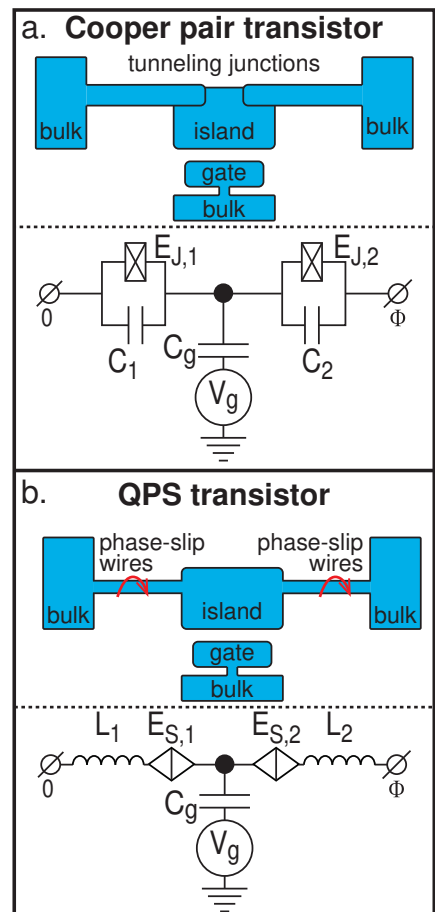 a. Cooper pair transistor
tunneling junctions
bulk
island
bulk
gate
bulk
E_J,1
E_J,2
0
Φ
C_1
C_g
C_2
V_g
b. QPS transistor
phase-slip
wires
phase-slip
wires
bulk
island
bulk
gate
bulk
L_1
E_S,1
E_S,2
L_2
0
Φ
C_g
V_g